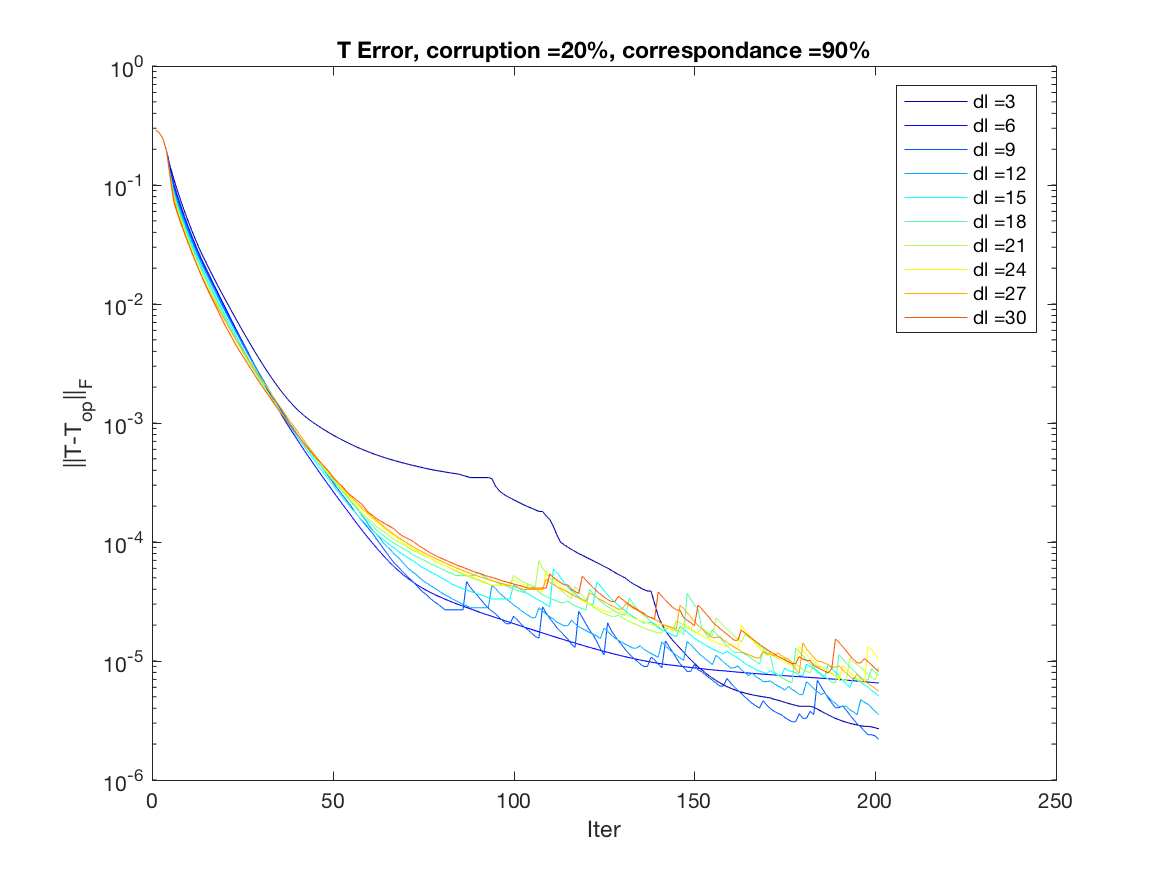 T Error, corruption =20%, correspondance =90%
10^0
10^-1
10^-2
10^-3
10^-4
10^-5
10^-6
||T-T_op||_F
dl =3
dl =6
dl =9
dl =12
dl =15
dl =18
dl =21
dl =24
dl =27
dl =30
0 50 100 150 200 250
Iter